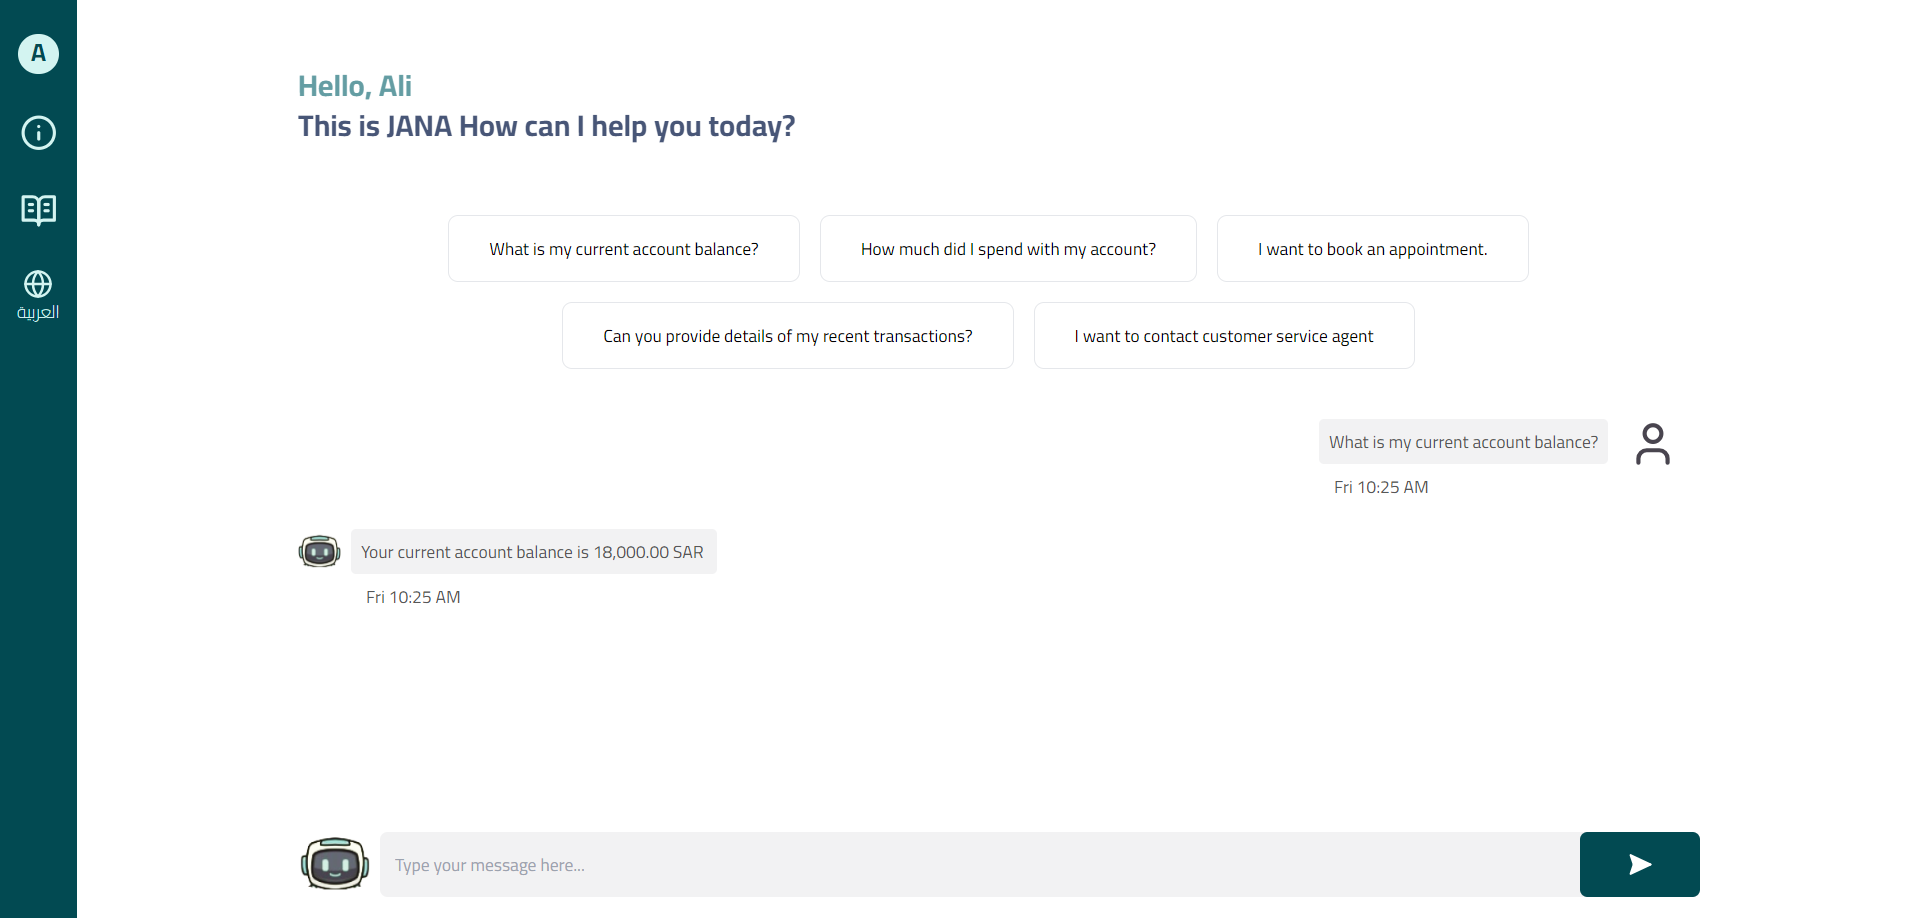 A
العربية
Hello, Ali
This is JANA How can I help you today?
What is my current account balance?
How much did I spend with my account?
I want to book an appointment.
Can you provide details of my recent transactions?
I want to contact customer service agent
What is my current account balance?
Fri 10:25 AM
Your current account balance is 18,000.00 SAR
Fri 10:25 AM
Type your message here...